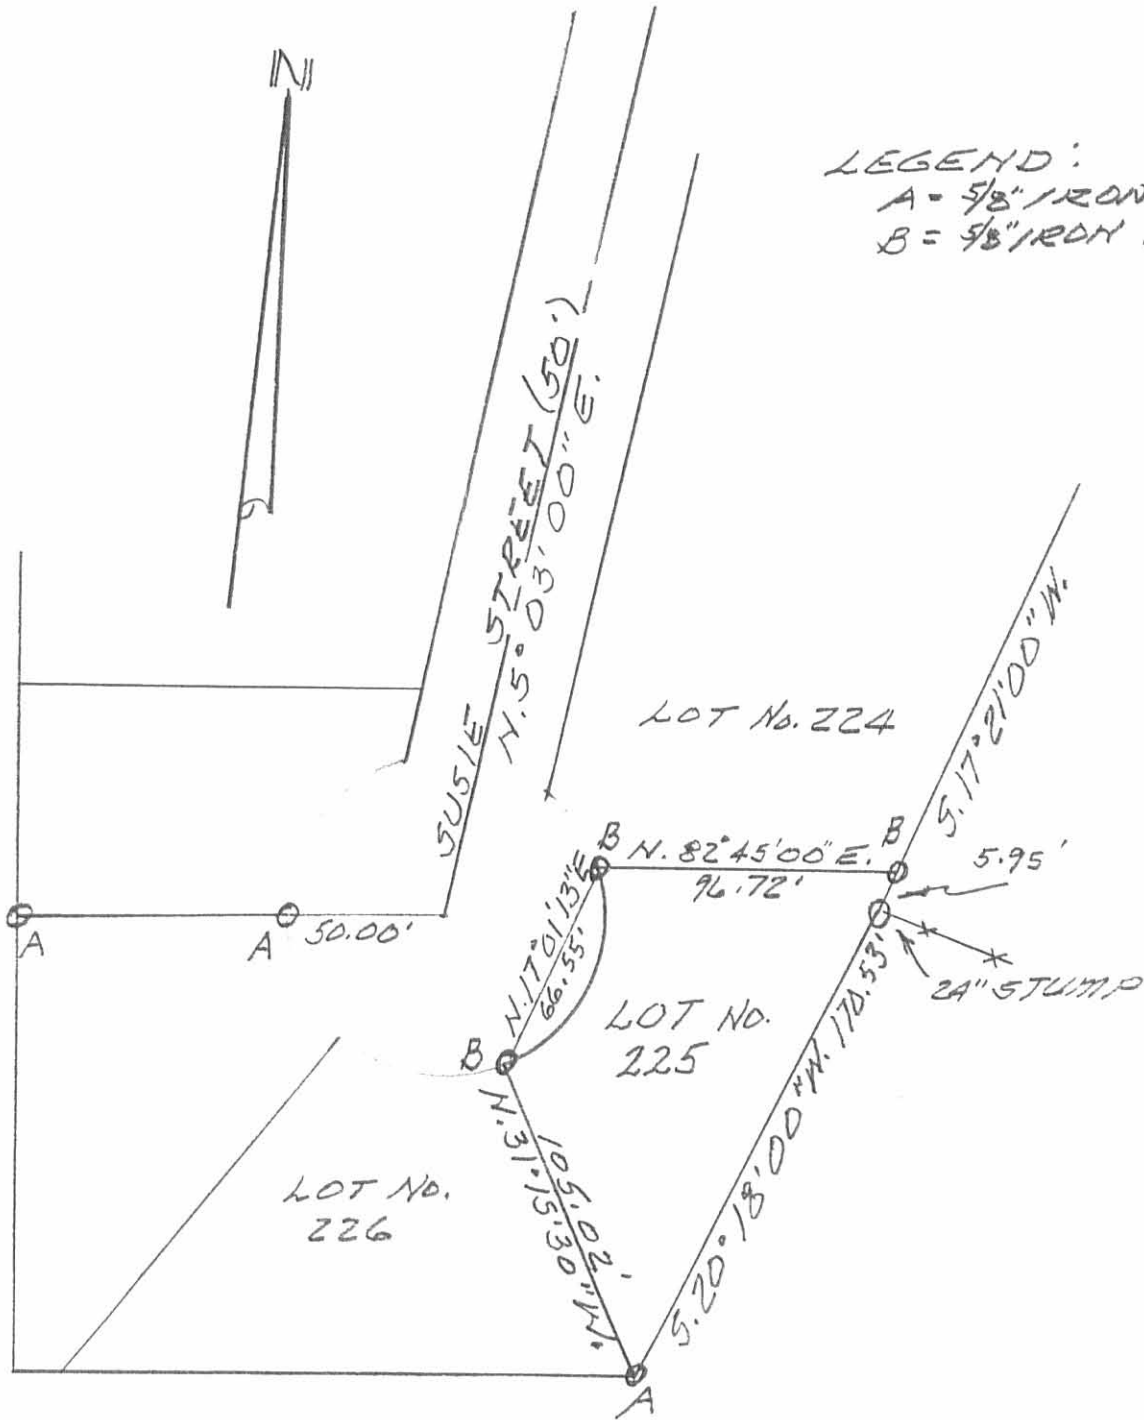 N
LEGEND:
A = 5/8" IRON
B = 5/8" IRON
SUSIE STREET (50')
N. 5° 03' 00" E.
LOT No. 224
S. 17° 21' 00" W.
B
N. 82° 45' 00" E.
96.72'
B
5.95'
A
A
50.00'
N. 17° 01' 13" E
66.55'
24" STUMP
LOT NO.
225
B
S. 20° 18' 00" W. 170.53'
N. 31° 15' 30" W.
105.02'
LOT NO.
226
A